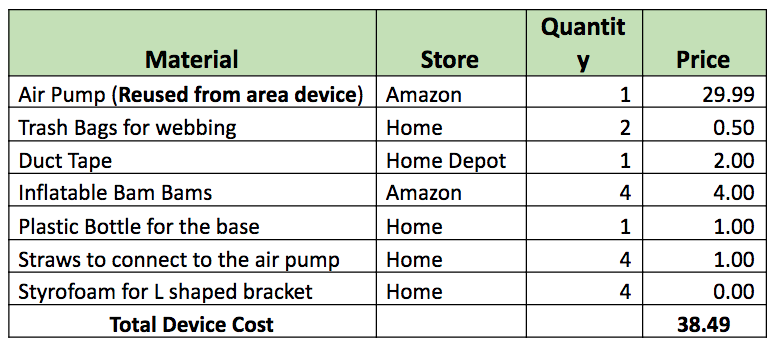 Material Store Quantit
y Price
Air Pump (Reused from area device) Amazon 1 29.99
Trash Bags for webbing Home 2 0.50
Duct Tape Home Depot 1 2.00
Inflatable Bam Bams Amazon 4 4.00
Plastic Bottle for the base Home 1 1.00
Straws to connect to the air pump Home 4 1.00
Styrofoam for L shaped bracket Home 4 0.00
Total Device Cost 38.49